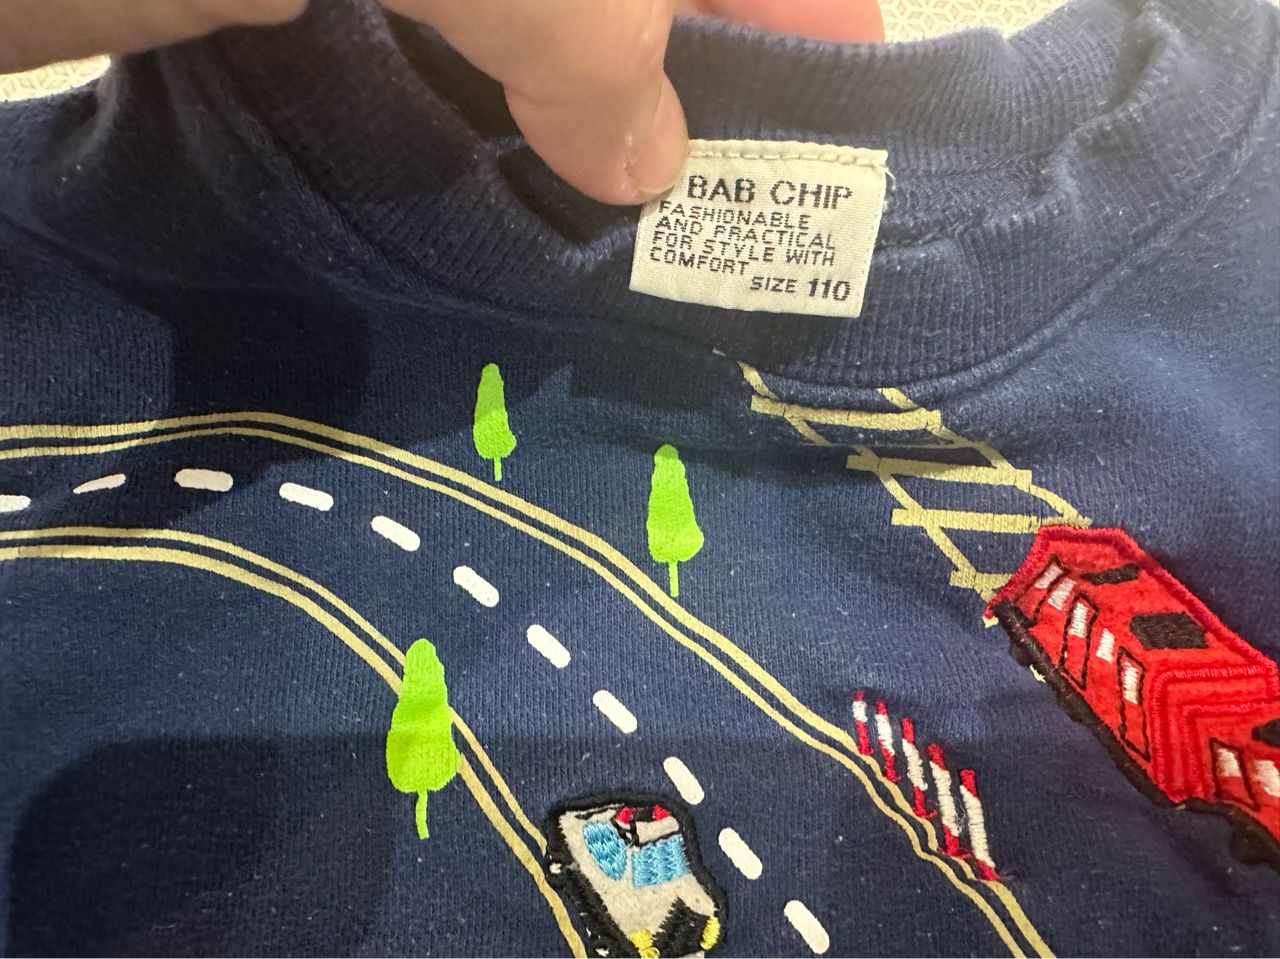 BAB CHIP
FASHIONABLE
AND PRACTICAL
FOR STYLE WITH
COMFORT
SIZE 110